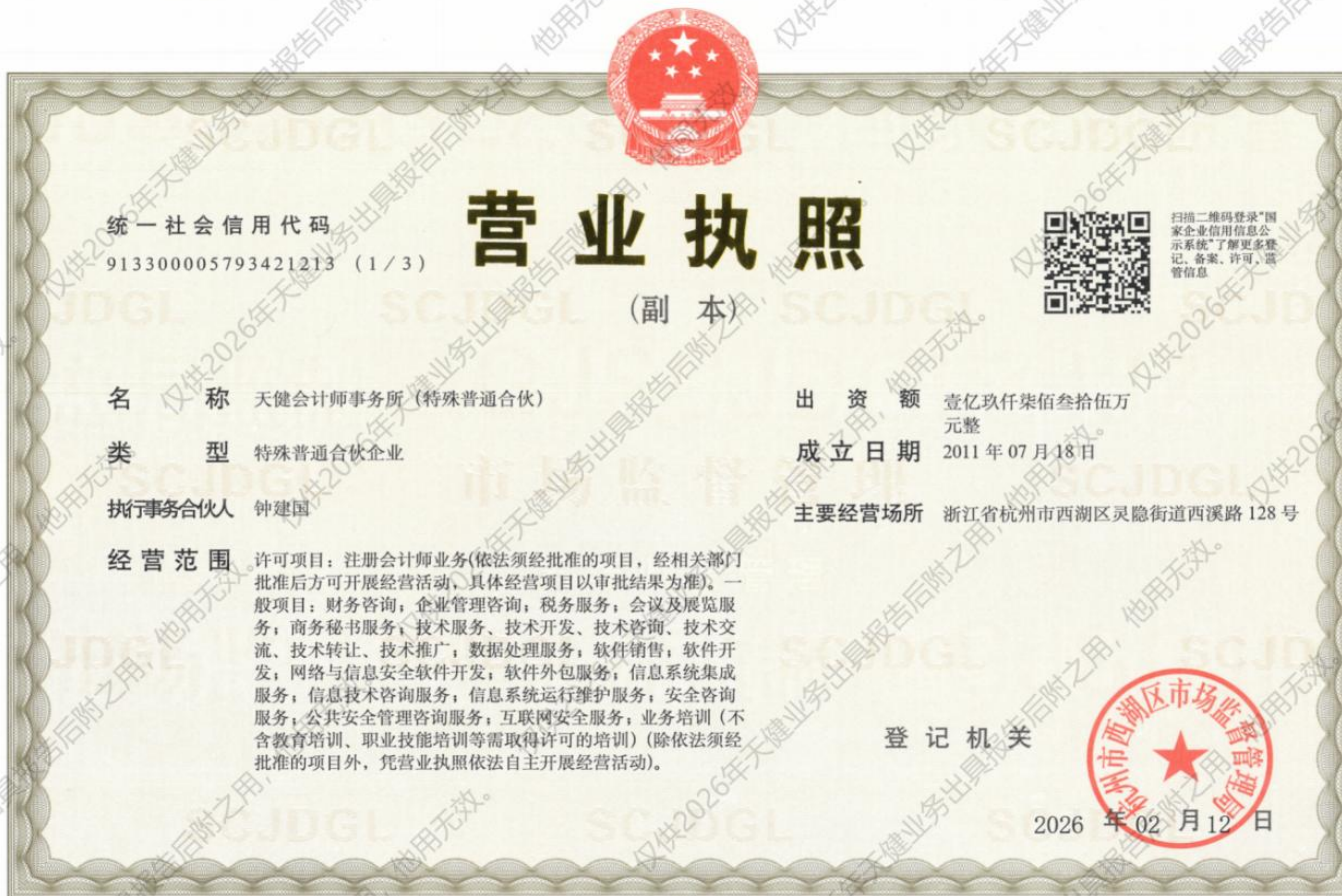 统一社会信用代码
913300005793421213 (1/3)
营业执照
(副 本)
扫描二维码登录"国
家企业信用信息公
示系统"了解更多登
记、备案、许可、监
管信息
名 称 天健会计师事务所(特殊普通合伙)
类 型 特殊普通合伙企业
执行事务合伙人 钟建国
经营范围 许可项目:注册会计师业务(依法须经批准的项目,经相关部门
批准后方可开展经营活动,具体经营项目以审批结果为准)。一
般项目:财务咨询;企业管理咨询;税务服务;会议及展览服
务;商务秘书服务;技术服务、技术开发、技术咨询、技术交
流、技术转让、技术推广;数据处理服务;软件销售;软件开
发;网络与信息安全软件开发;软件外包服务;信息系统集成
服务;信息技术咨询服务;信息系统运行维护服务;安全咨询
服务;公共安全管理咨询服务;互联网安全服务;业务培训(不
含教育培训、职业技能培训等需取得许可的培训)(除依法须经
批准的项目外,凭营业执照依法自主开展经营活动)。
出资额 壹亿玖仟柒佰叁拾伍万
元整
成立日期 2011年07月18日
主要经营场所 浙江省杭州市西湖区灵隐街道西溪路128号
登记机关
杭州市西湖区市场监督管理局
2026 年 02 月 12 日
仅供2026年天健业务出具报告后附之用,他用无效。
SCJDGL
市场监督管理